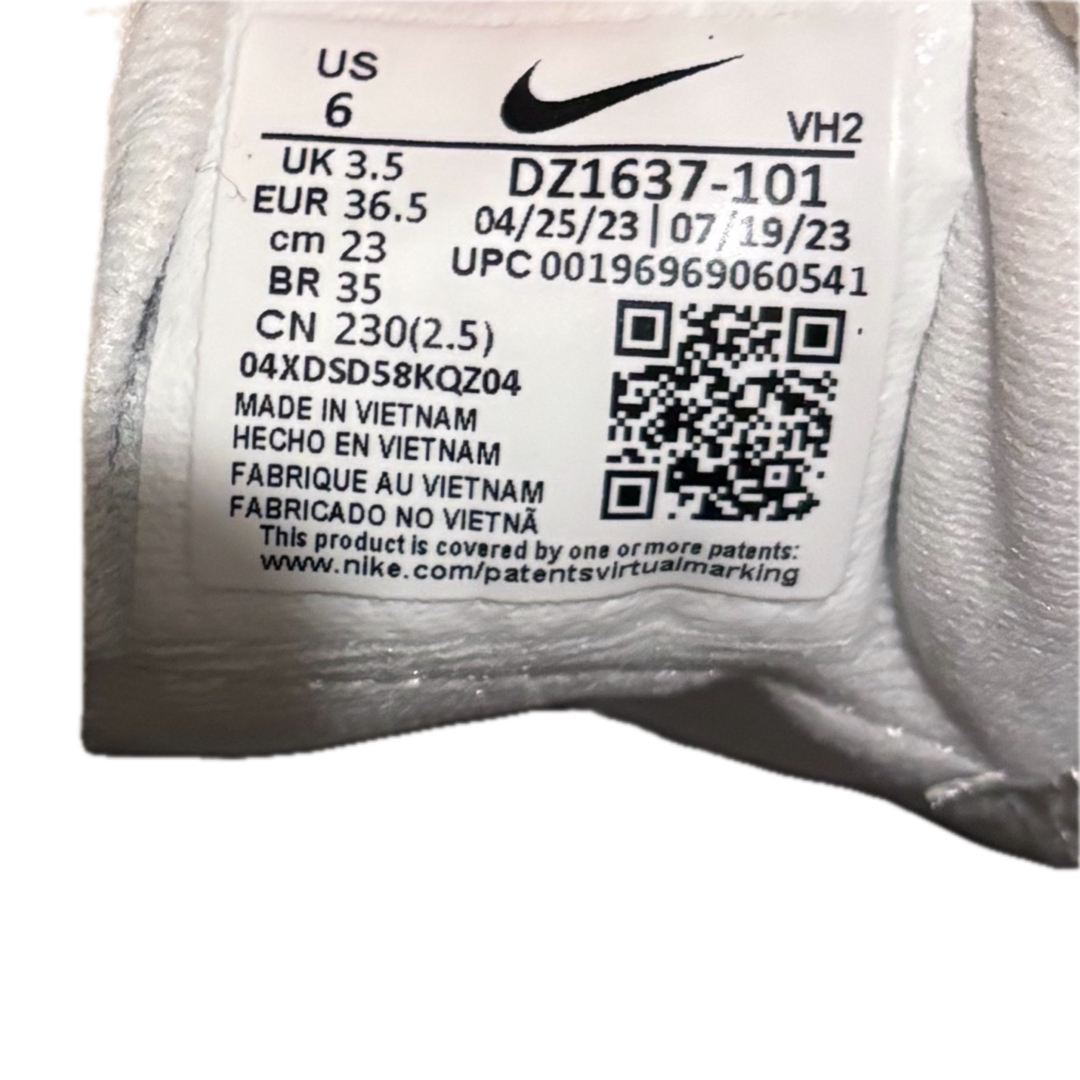 US
6
VH2
UK 3.5
EUR 36.5
cm 23
BR 35
CN 230(2.5)
DZ1637-101
04/25/23 | 07/19/23
UPC 00196969060541
04XDSD58KQZ04
MADE IN VIETNAM
HECHO EN VIETNAM
FABRIQUE AU VIETNAM
FABRICADO NO VIETNÃ
This product is covered by one or more patents:
www.nike.com/patentsvirtualmarking